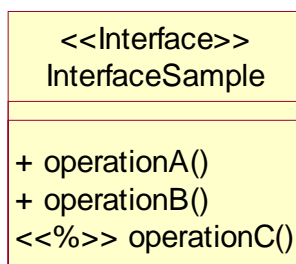 <<Interface>>
InterfaceSample
+ operationA()
+ operationB()
<<%>> operationC()